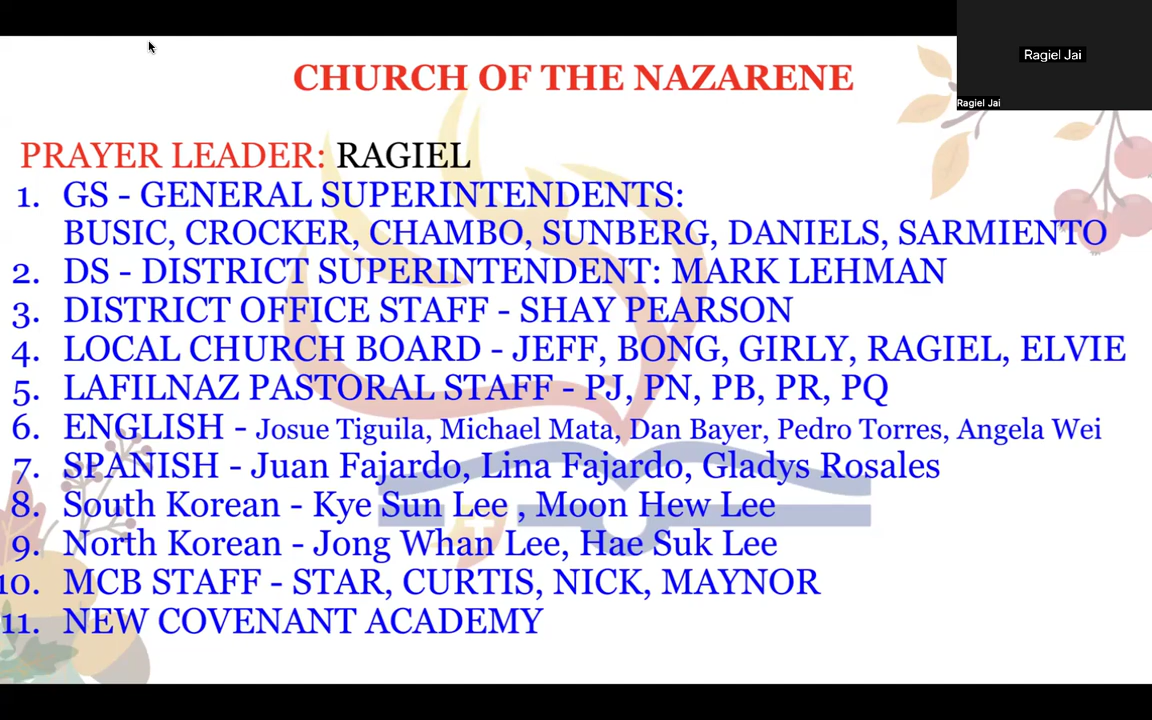 Ragiel Jai
Ragiel Jai
CHURCH OF THE NAZARENE
PRAYER LEADER: RAGIEL
1. GS - GENERAL SUPERINTENDENTS:
BUSIC, CROCKER, CHAMBO, SUNBERG, DANIELS, SARMIENTO
2. DS - DISTRICT SUPERINTENDENT: MARK LEHMAN
3. DISTRICT OFFICE STAFF - SHAY PEARSON
4. LOCAL CHURCH BOARD - JEFF, BONG, GIRLY, RAGIEL, ELVIE
5. LAFILNAZ PASTORAL STAFF - PJ, PN, PB, PR, PQ
6. ENGLISH - Josue Tiguila, Michael Mata, Dan Bayer, Pedro Torres, Angela Wei
7. SPANISH - Juan Fajardo, Lina Fajardo, Gladys Rosales
8. South Korean - Kye Sun Lee , Moon Hew Lee
9. North Korean - Jong Whan Lee, Hae Suk Lee
10. MCB STAFF - STAR, CURTIS, NICK, MAYNOR
11. NEW COVENANT ACADEMY